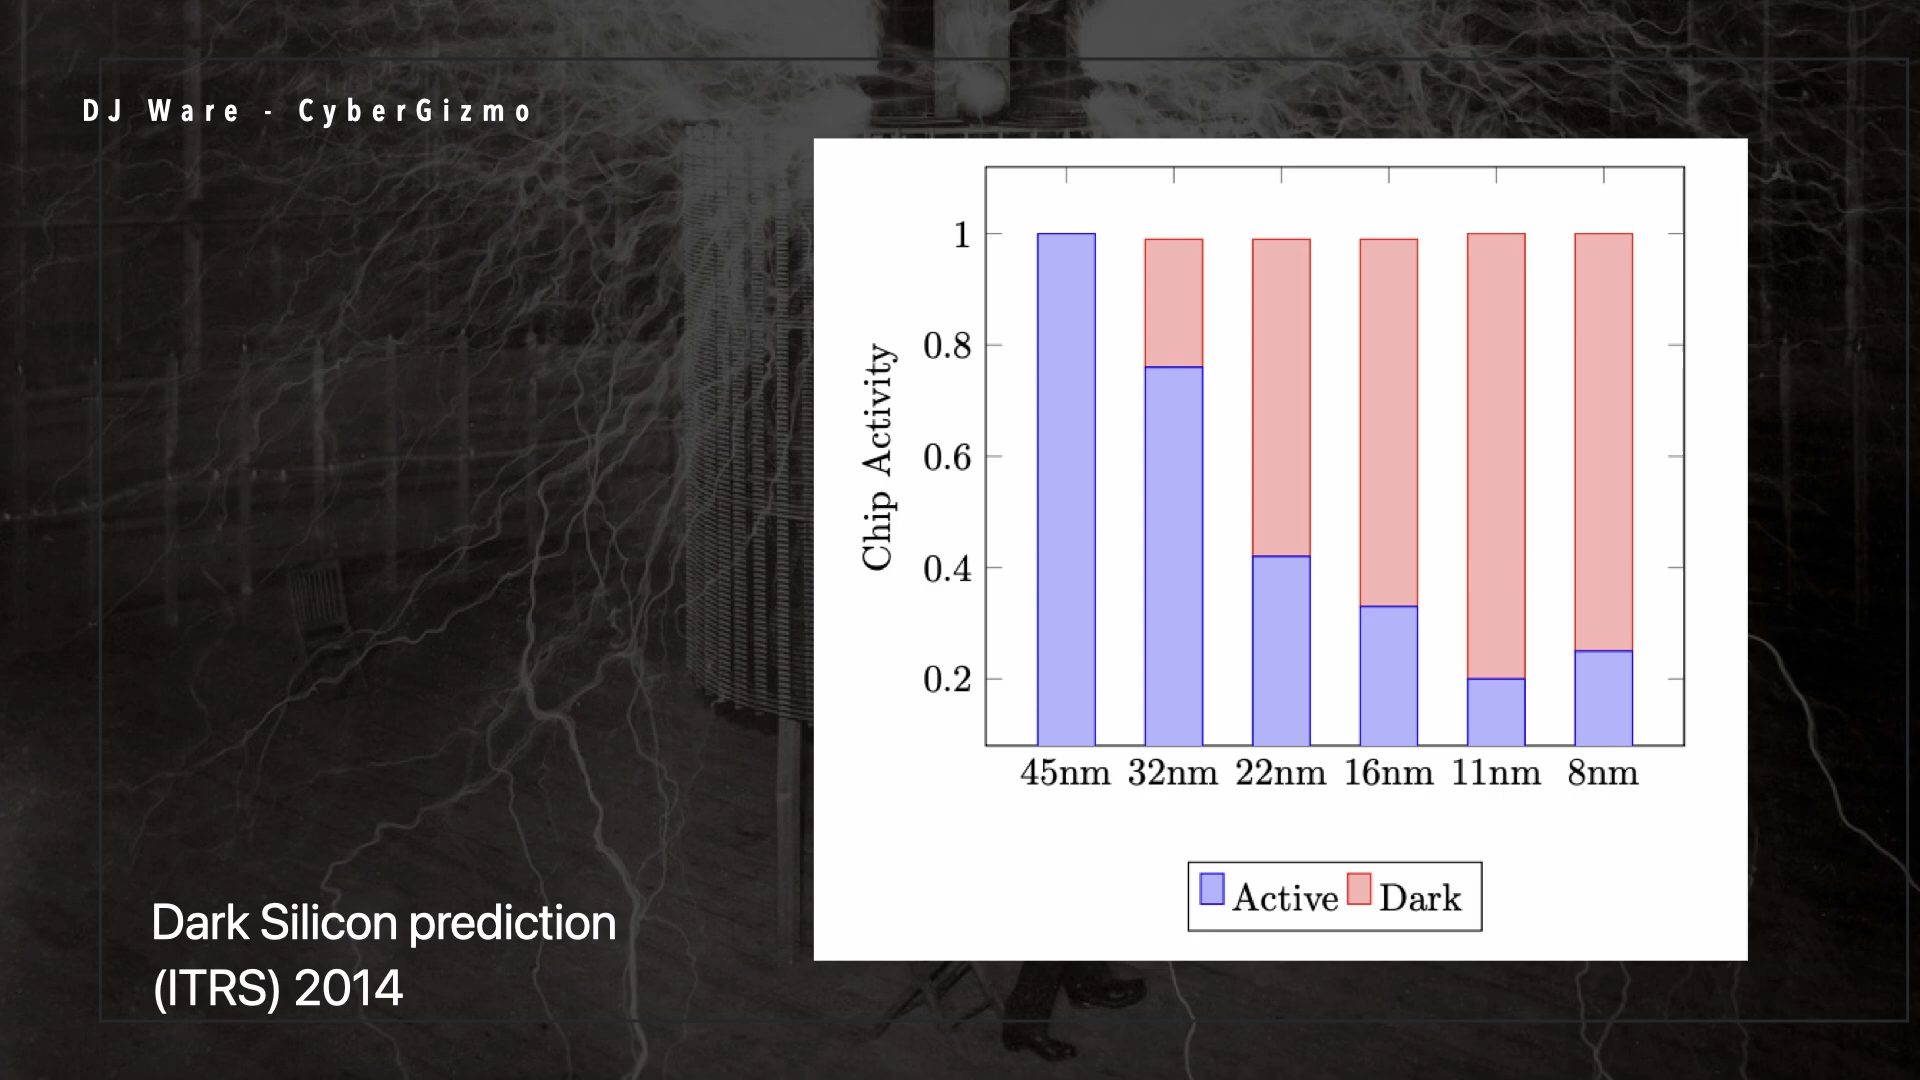 DJ Ware - CyberGizmo
1
0.8
0.6
0.4
0.2
Chip Activity
45nm 32nm 22nm 16nm 11nm 8nm
Active Dark
Dark Silicon prediction
(ITRS) 2014